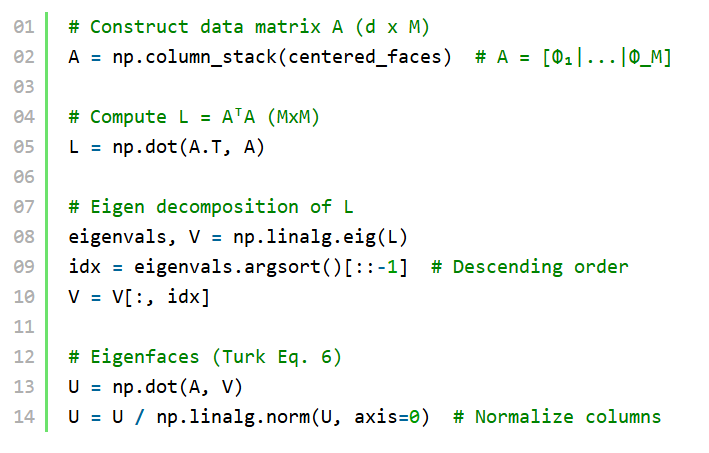 01 # Construct data matrix A (d x M)
02 A = np.column_stack(centered_faces)  # A = [Φ₁|...|Φ_M]
03
04 # Compute L = AᵀA (MxM)
05 L = np.dot(A.T, A)
06
07 # Eigen decomposition of L
08 eigenvals, V = np.linalg.eig(L)
09 idx = eigenvals.argsort()[::-1]  # Descending order
10 V = V[:, idx]
11
12 # Eigenfaces (Turk Eq. 6)
13 U = np.dot(A, V)
14 U = U / np.linalg.norm(U, axis=0)  # Normalize columns